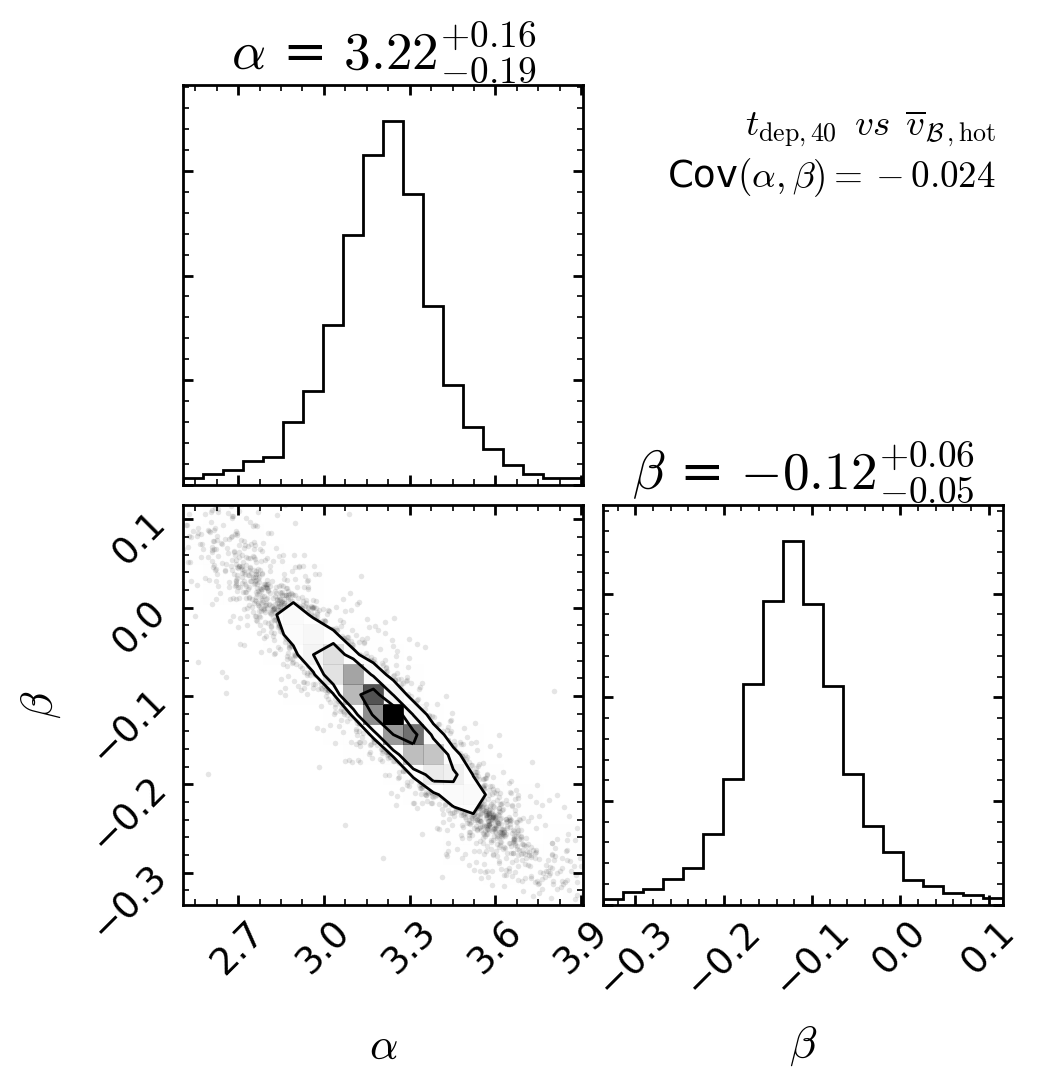 α = 3.22+0.16−0.19
t_dep, 40 vs v̅_ℬ, hot
Cov(α, β) = − 0.024
β = −0.12+0.06−0.05
0.1
0.0
−0.1
−0.2
−0.3
β
2.7 3.0 3.3 3.6 3.9
α
−0.3 −0.2 −0.1 0.0 0.1
β